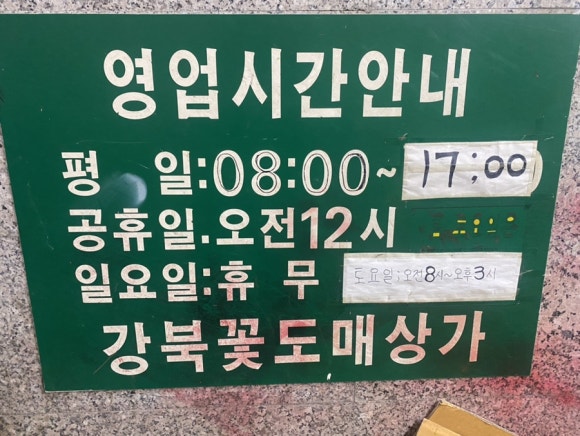 영업시간안내
평 일:08:00~17:00
공휴일.오전12시
일요일:휴 무 토요일:오전8시~오후3시
강북꽃도매상가